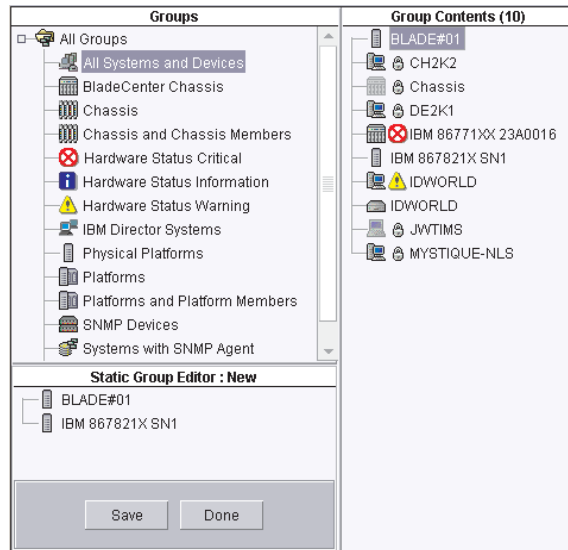 Groups
All Groups
All Systems and Devices
BladeCenter Chassis
Chassis
Chassis and Chassis Members
Hardware Status Critical
Hardware Status Information
Hardware Status Warning
IBM Director Systems
Physical Platforms
Platforms
Platforms and Platform Members
SNMP Devices
Systems with SNMP Agent
Static Group Editor : New
BLADE#01
IBM 867821X SN1
Save
Done
Group Contents (10)
BLADE#01
CH2K2
Chassis
DE2K1
IBM 86771XX 23A0016
IBM 867821X SN1
IDWORLD
IDWORLD
JWTIMS
MYSTIQUE-NLS